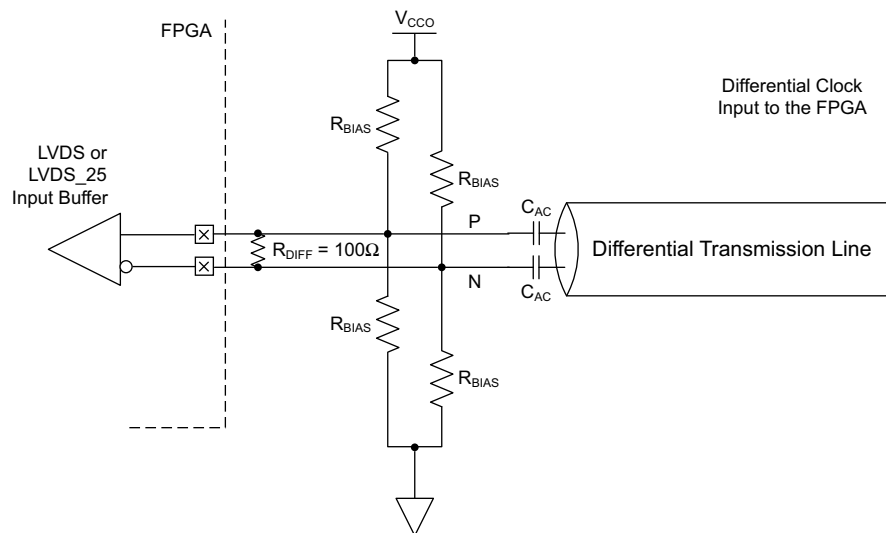 FPGA
V_CCO
Differential Clock
Input to the FPGA
R_BIAS
LVDS or
LVDS_25
Input Buffer
R_BIAS
C_AC
P
R_DIFF = 100Ω
Differential Transmission Line
N
C_AC
R_BIAS
R_BIAS